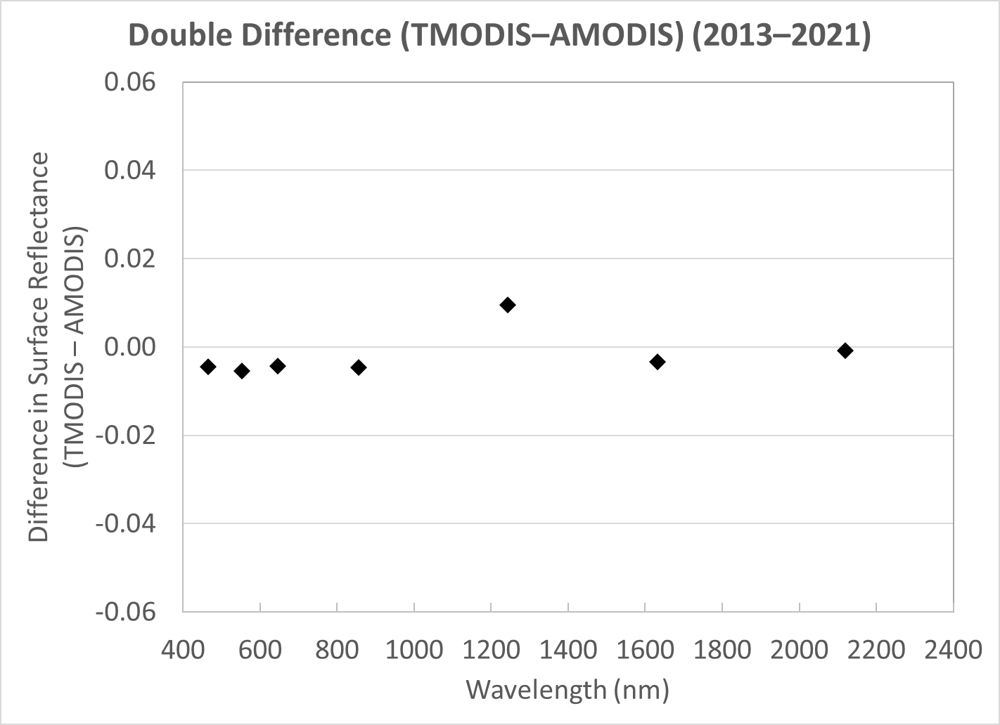 Double Difference (TMODIS–AMODIS) (2013–2021)
Difference in Surface Reflectance
(TMODIS – AMODIS)
0.06
0.04
0.02
0.00
-0.02
-0.04
-0.06
400 600 800 1000 1200 1400 1600 1800 2000 2200 2400
Wavelength (nm)